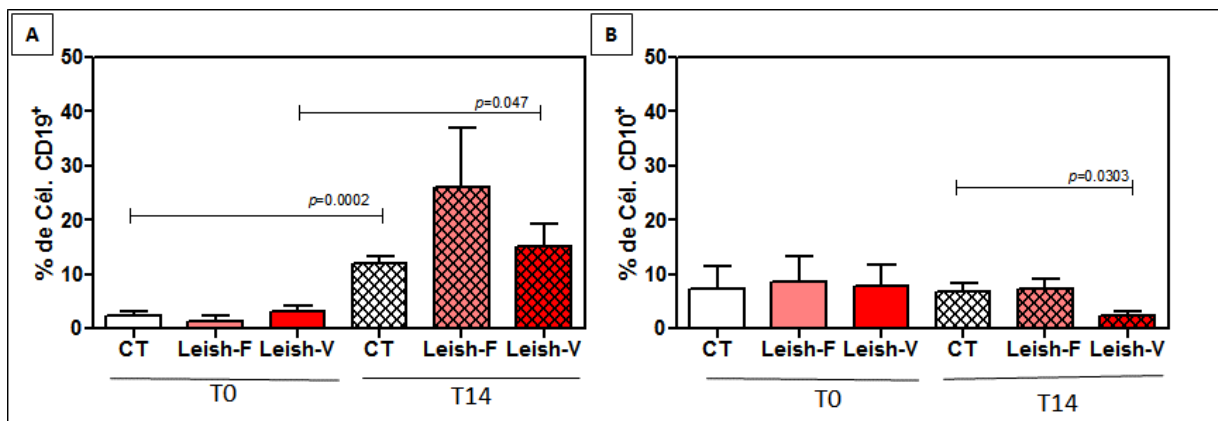 A
% de Cél. CD19⁺
50
40
30
20
10
0
p=0.047
p=0.0002
CT Leish-F Leish-V CT Leish-F Leish-V
T0 T14
B
% de Cél. CD10⁺
50
40
30
20
10
0
p=0.0303
CT Leish-F Leish-V CT Leish-F Leish-V
T0 T14